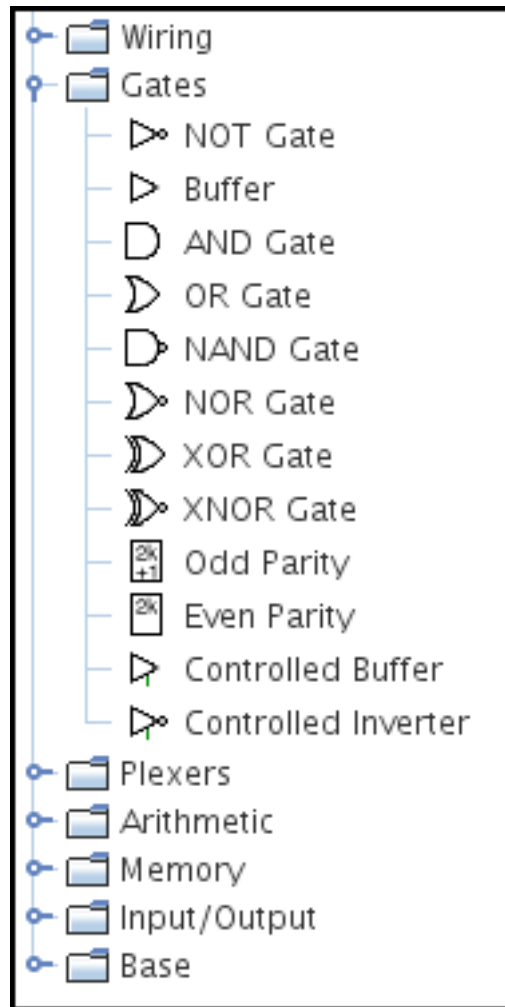 Wiring
Gates
NOT Gate
Buffer
AND Gate
OR Gate
NAND Gate
NOR Gate
XOR Gate
XNOR Gate
2k
+1 Odd Parity
2k Even Parity
Controlled Buffer
Controlled Inverter
Plexers
Arithmetic
Memory
Input/Output
Base